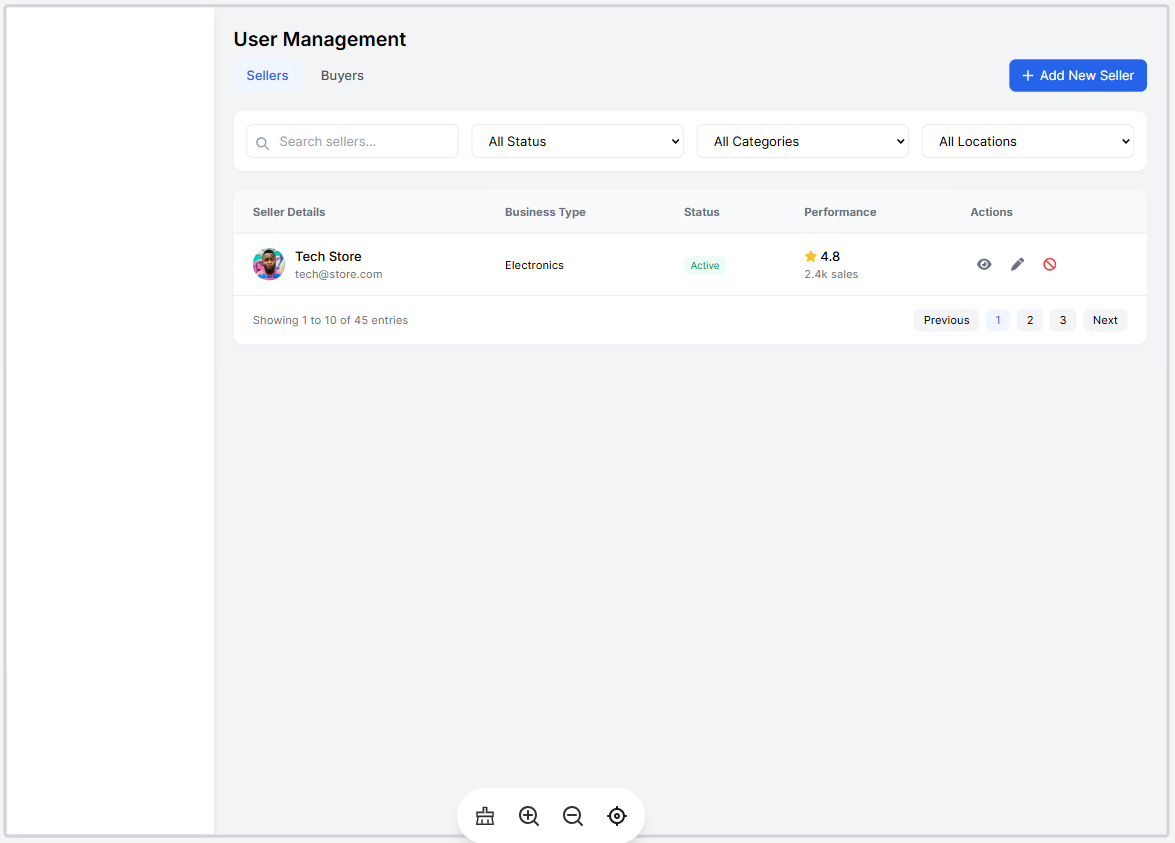 User Management
Sellers
Buyers
Add New Seller
Search sellers...
All Status
All Categories
All Locations
Seller Details
Business Type
Status
Performance
Actions
Tech Store
tech@store.com
Electronics
Active
4.8
2.4k sales
Showing 1 to 10 of 45 entries
Previous
1
2
3
Next